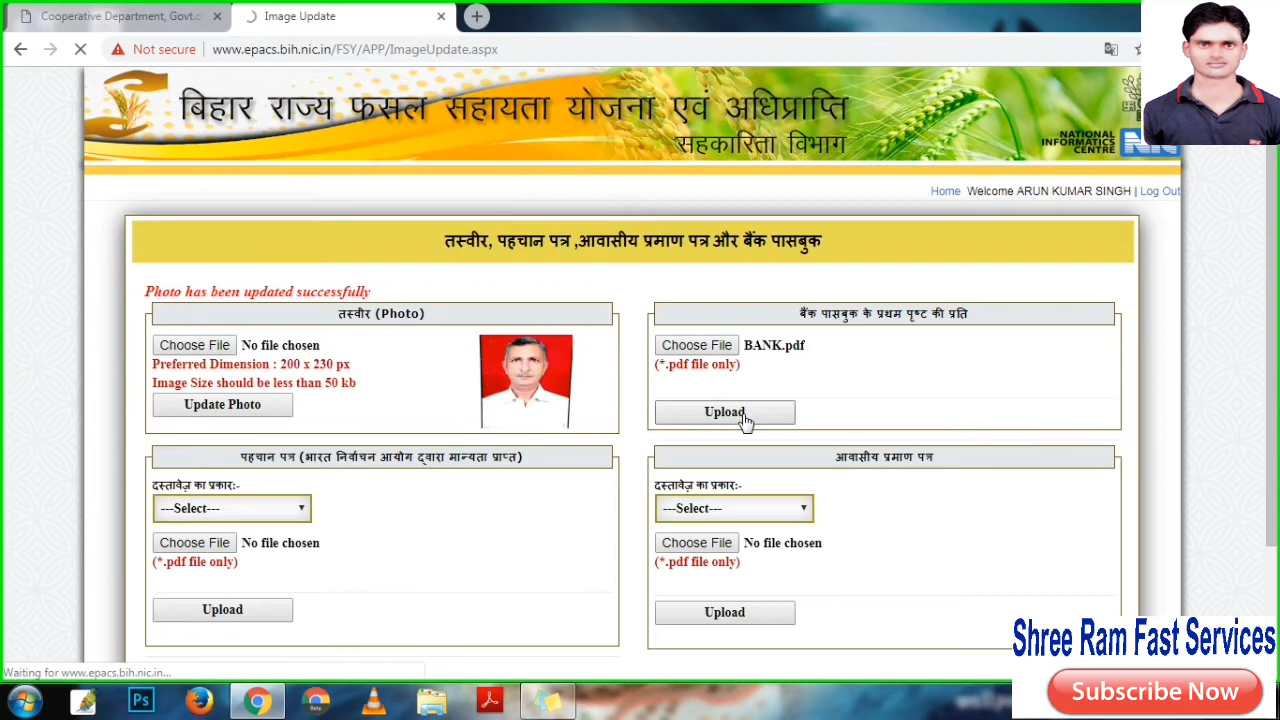 Cooperative Department, Govt.o
Image Update
Not secure
www.epacs.bih.nic.in/FSY/APP/ImageUpdate.aspx
बिहार राज्य फसल सहायता योजना एवं अधिप्राप्ति
सहकारिता विभाग
NATIONAL
INFORMATICS
CENTRE
NIC
Home Welcome ARUN KUMAR SINGH | Log Out
तस्वीर, पहचान पत्र ,आवासीय प्रमाण पत्र और बैंक पासबुक
Photo has been updated successfully
तस्वीर (Photo)
Choose File No file chosen
Preferred Dimension : 200 x 230 px
Image Size should be less than 50 kb
Update Photo
बैंक पासबुक के प्रथम पृष्ट की प्रति
Choose File BANK.pdf
(*.pdf file only)
Upload
पहचान पत्र (भारत निर्वाचन आयोग द्वारा मान्यता प्राप्त)
दस्तावेज़ का प्रकार:-
---Select---
Choose File No file chosen
(*.pdf file only)
Upload
आवासीय प्रमाण पत्र
दस्तावेज़ का प्रकार:-
---Select---
Choose File No file chosen
(*.pdf file only)
Upload
Shree Ram Fast Services
Subscribe Now
Waiting for www.epacs.bih.nic.in...
Ps
Beta